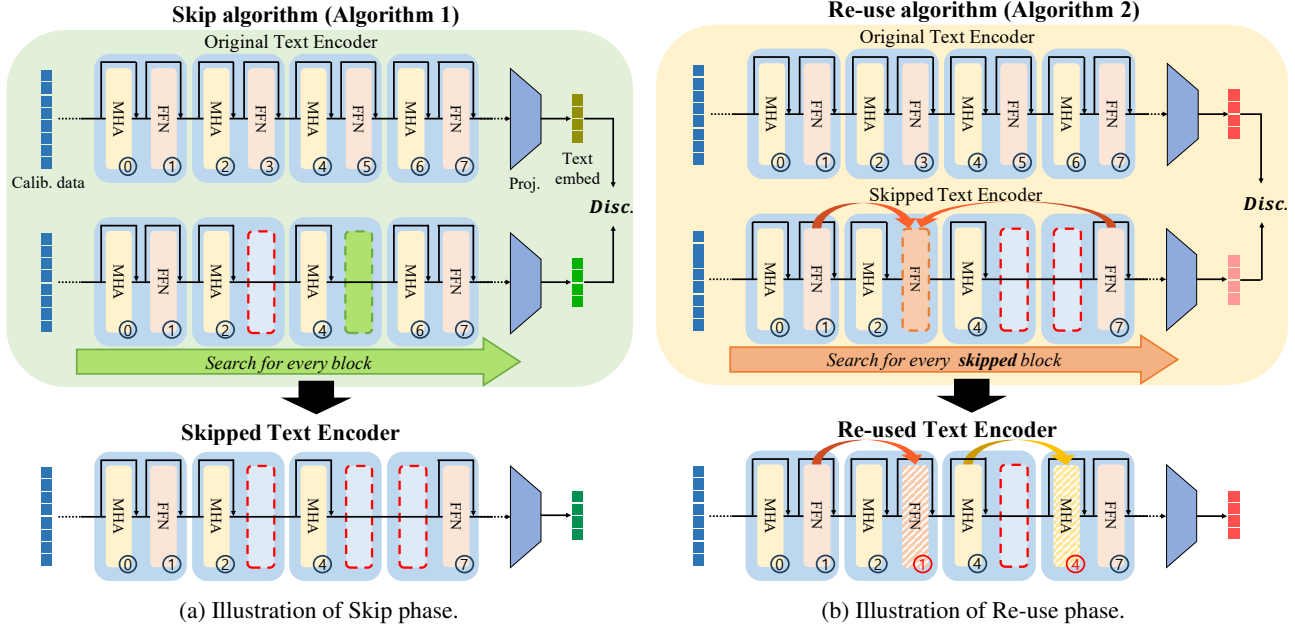 Skip algorithm (Algorithm 1)
Original Text Encoder
MHA FFN MHA FFN MHA FFN MHA FFN
0 1 2 3 4 5 6 7
Calib. data
Proj.
Text
embed
Disc.
MHA FFN MHA MHA MHA FFN
0 1 2 4 6 7
Search for every block
Skipped Text Encoder
MHA FFN MHA MHA FFN
0 1 2 4 7
(a) Illustration of Skip phase.
Re-use algorithm (Algorithm 2)
Original Text Encoder
MHA FFN MHA FFN MHA FFN MHA FFN
0 1 2 3 4 5 6 7
Skipped Text Encoder
Disc.
MHA FFN MHA FFN MHA FFN
0 1 2 4 7
Search for every skipped block
Re-used Text Encoder
MHA FFN MHA FFN MHA MHA FFN
0 1 2 1 4 4 7
(b) Illustration of Re-use phase.